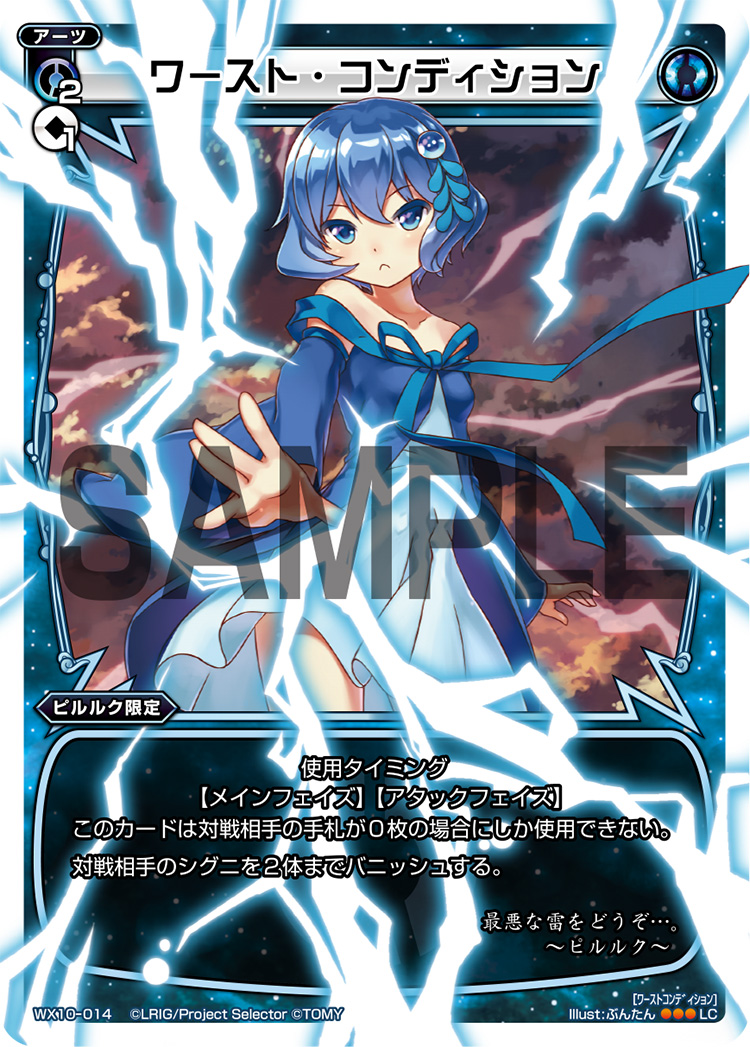 アーツ
ワースト・コンディション
2
1
SAMPLE
ピルルク限定
使用タイミング
【メインフェイズ】【アタックフェイズ】
このカードは対戦相手の手札が０枚の場合にしか使用できない。
対戦相手のシグニを２体までバニッシュする。
最悪な雷をどうぞ…。
～ピルルク～
[ワーストコンディション]
WX10-014 ©LRIG/Project Selector ©TOMY Illust:ぶんたん LC